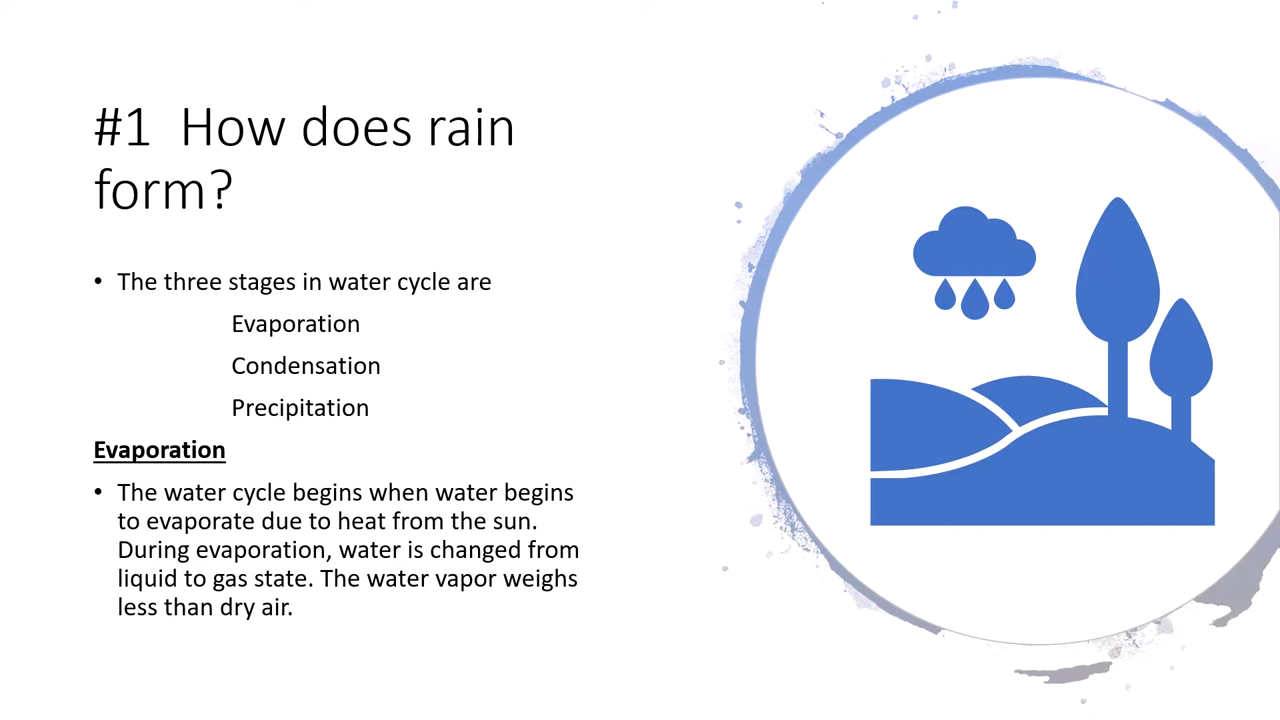 #1  How does rain
form?
• The three stages in water cycle are
Evaporation
Condensation
Precipitation
Evaporation
• The water cycle begins when water begins
to evaporate due to heat from the sun.
During evaporation, water is changed from
liquid to gas state. The water vapor weighs
less than dry air.